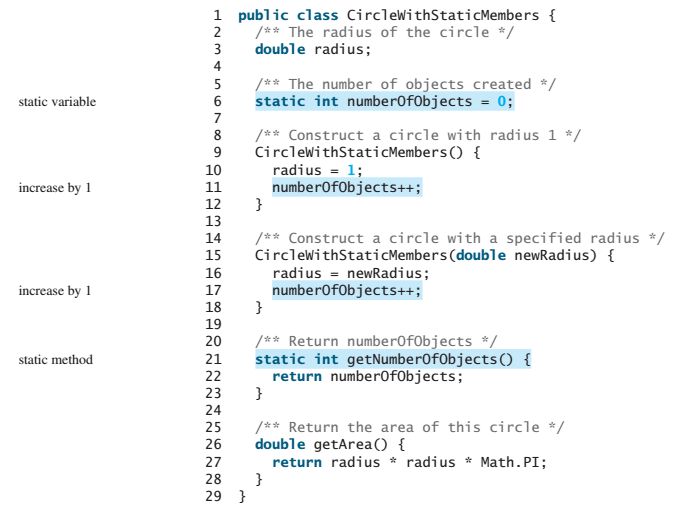 1 public class CircleWithStaticMembers {
2 /** The radius of the circle */
3 double radius;
4
5 /** The number of objects created */
static variable 6 static int numberOfObjects = 0;
7
8 /** Construct a circle with radius 1 */
9 CircleWithStaticMembers() {
10 radius = 1;
increase by 1 11 numberOfObjects++;
12 }
13
14 /** Construct a circle with a specified radius */
15 CircleWithStaticMembers(double newRadius) {
16 radius = newRadius;
increase by 1 17 numberOfObjects++;
18 }
19
20 /** Return numberOfObjects */
static method 21 static int getNumberOfObjects() {
22 return numberOfObjects;
23 }
24
25 /** Return the area of this circle */
26 double getArea() {
27 return radius * radius * Math.PI;
28 }
29 }